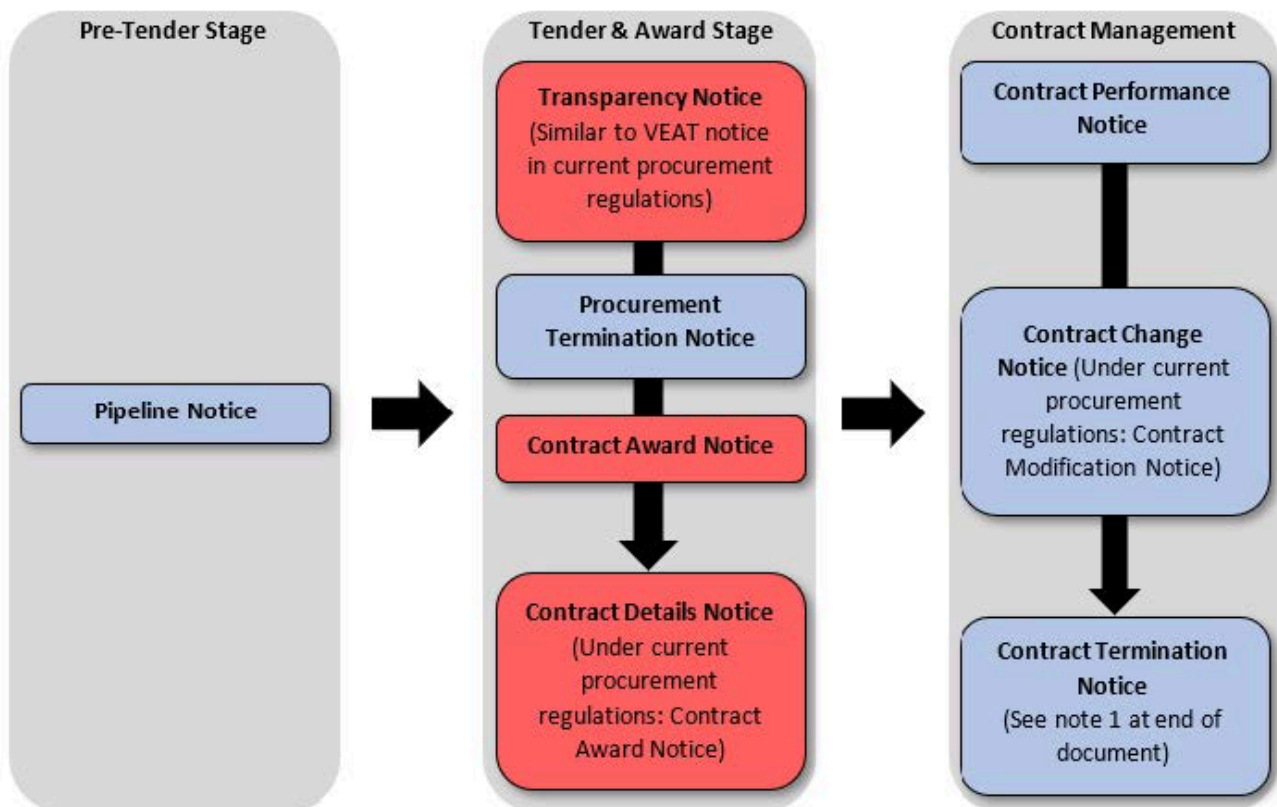 Pre-Tender Stage
Pipeline Notice
Tender & Award Stage
Transparency Notice
(Similar to VEAT notice
in current procurement
regulations)
Procurement
Termination Notice
Contract Award Notice
Contract Details Notice
(Under current
procurement
regulations: Contract
Award Notice)
Contract Management
Contract Performance
Notice
Contract Change
Notice (Under current
procurement
regulations: Contract
Modification Notice)
Contract Termination
Notice
(See note 1 at end of
document)